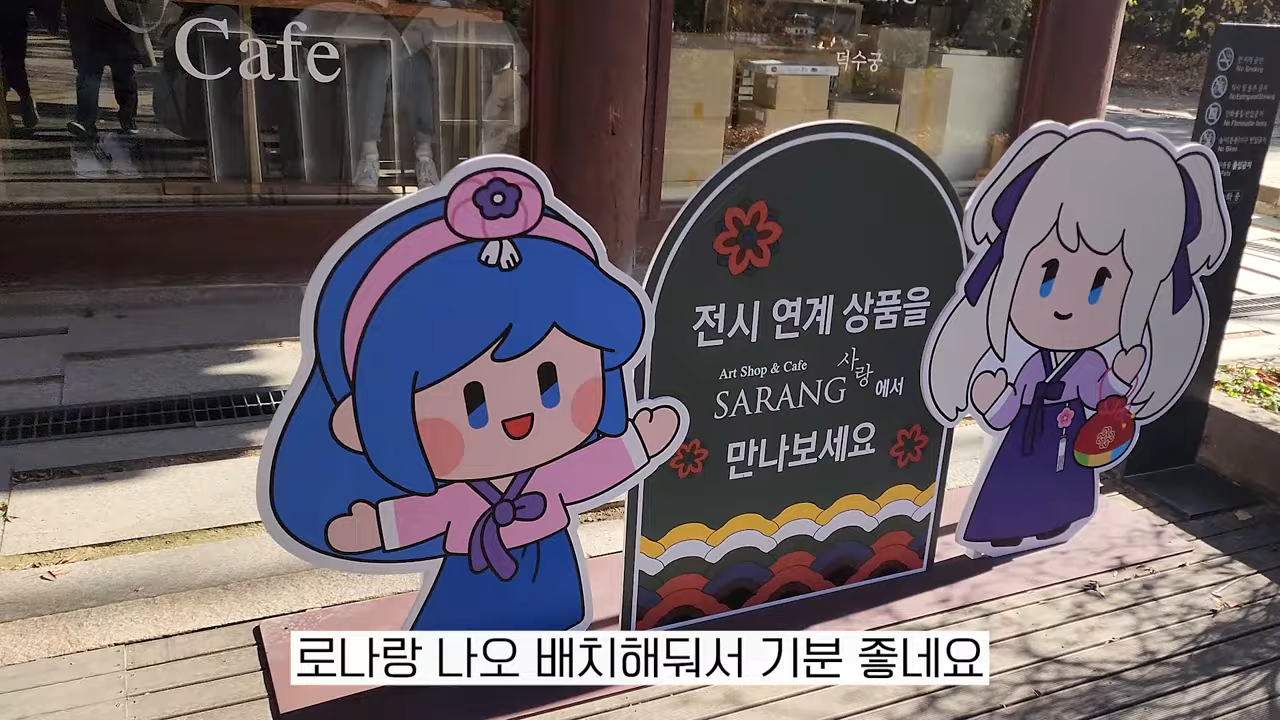 Cafe
덕수궁
No Smoking
전시 연계 상품을
Art Shop & Cafe
SARANG 사랑 에서
만나보세요
로나랑 나오 배치해둬서 기분 좋네요